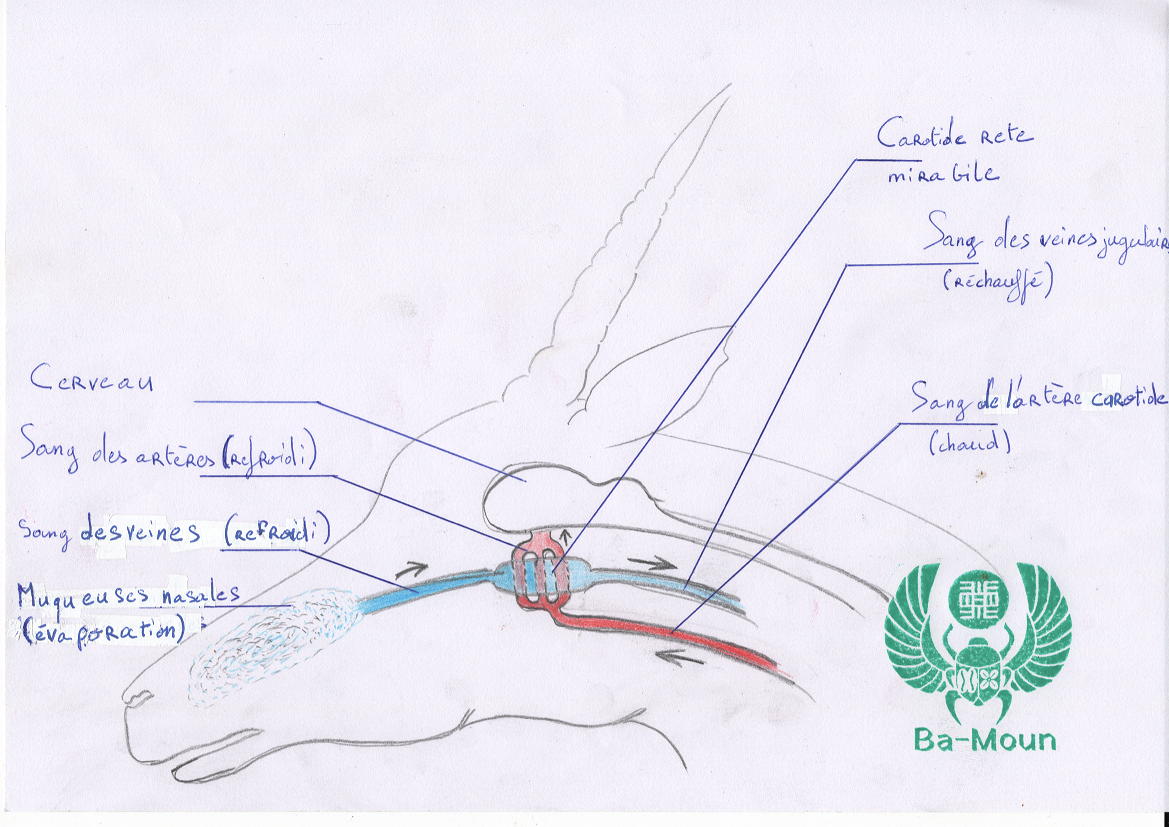 Carotide rete
mirabile
Sang des veines jugulair
(réchauffé)
Cerveau
Sang de l'artère carotide
(chaud)
Sang des artères (refroidi)
Sang des veines (refroidi)
Muqueuses nasales
(évaporation)
Ba-Moun